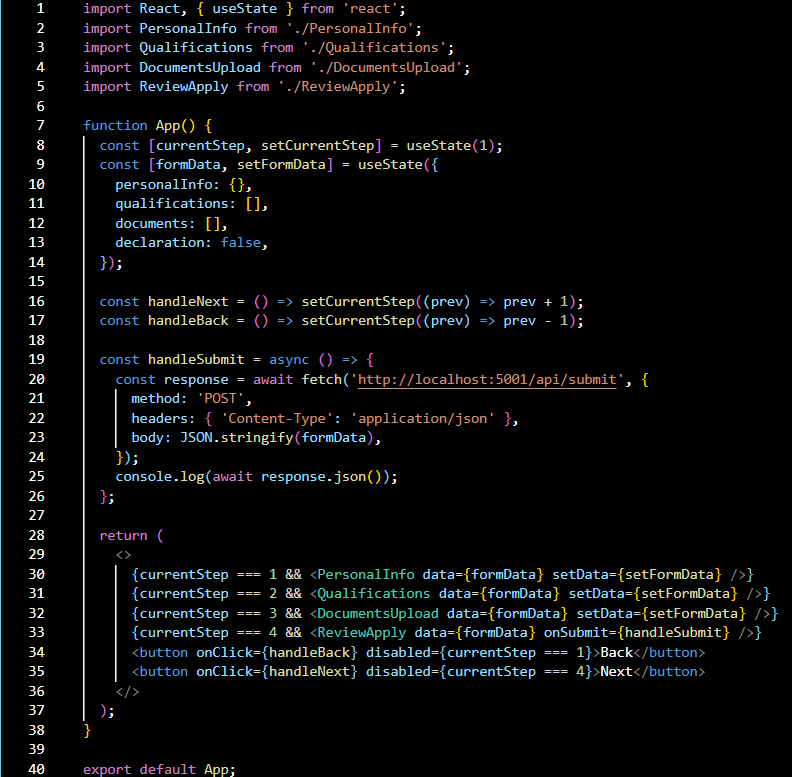 1 import React, { useState } from 'react';
2 import PersonalInfo from './PersonalInfo';
3 import Qualifications from './Qualifications';
4 import DocumentsUpload from './DocumentsUpload';
5 import ReviewApply from './ReviewApply';
6
7 function App() {
8   const [currentStep, setCurrentStep] = useState(1);
9   const [formData, setFormData] = useState({
10     personalInfo: {},
11     qualifications: [],
12     documents: [],
13     declaration: false,
14   });
15
16   const handleNext = () => setCurrentStep((prev) => prev + 1);
17   const handleBack = () => setCurrentStep((prev) => prev - 1);
18
19   const handleSubmit = async () => {
20     const response = await fetch('http://localhost:5001/api/submit', {
21       method: 'POST',
22       headers: { 'Content-Type': 'application/json' },
23       body: JSON.stringify(formData),
24     });
25     console.log(await response.json());
26   };
27
28   return (
29     <>
30       {currentStep === 1 && <PersonalInfo data={formData} setData={setFormData} />}
31       {currentStep === 2 && <Qualifications data={formData} setData={setFormData} />}
32       {currentStep === 3 && <DocumentsUpload data={formData} setData={setFormData} />}
33       {currentStep === 4 && <ReviewApply data={formData} onSubmit={handleSubmit} />}
34       <button onClick={handleBack} disabled={currentStep === 1}>Back</button>
35       <button onClick={handleNext} disabled={currentStep === 4}>Next</button>
36     </>
37   );
38 }
39
40 export default App;